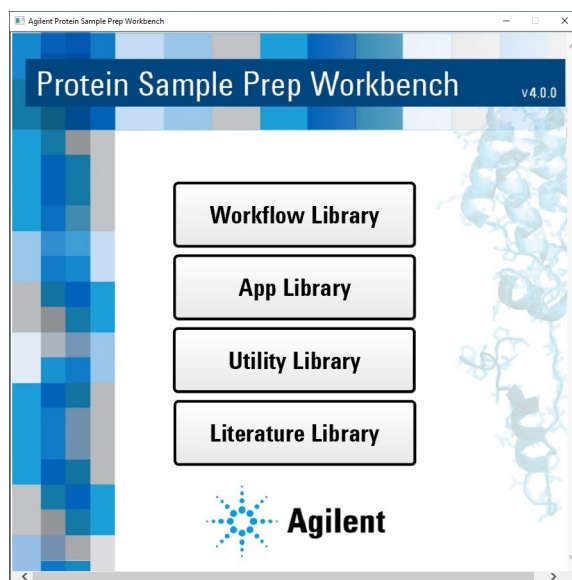 Agilent Protein Sample Prep Workbench
Protein Sample Prep Workbench
v4.0.0
Workflow Library
App Library
Utility Library
Literature Library
Agilent